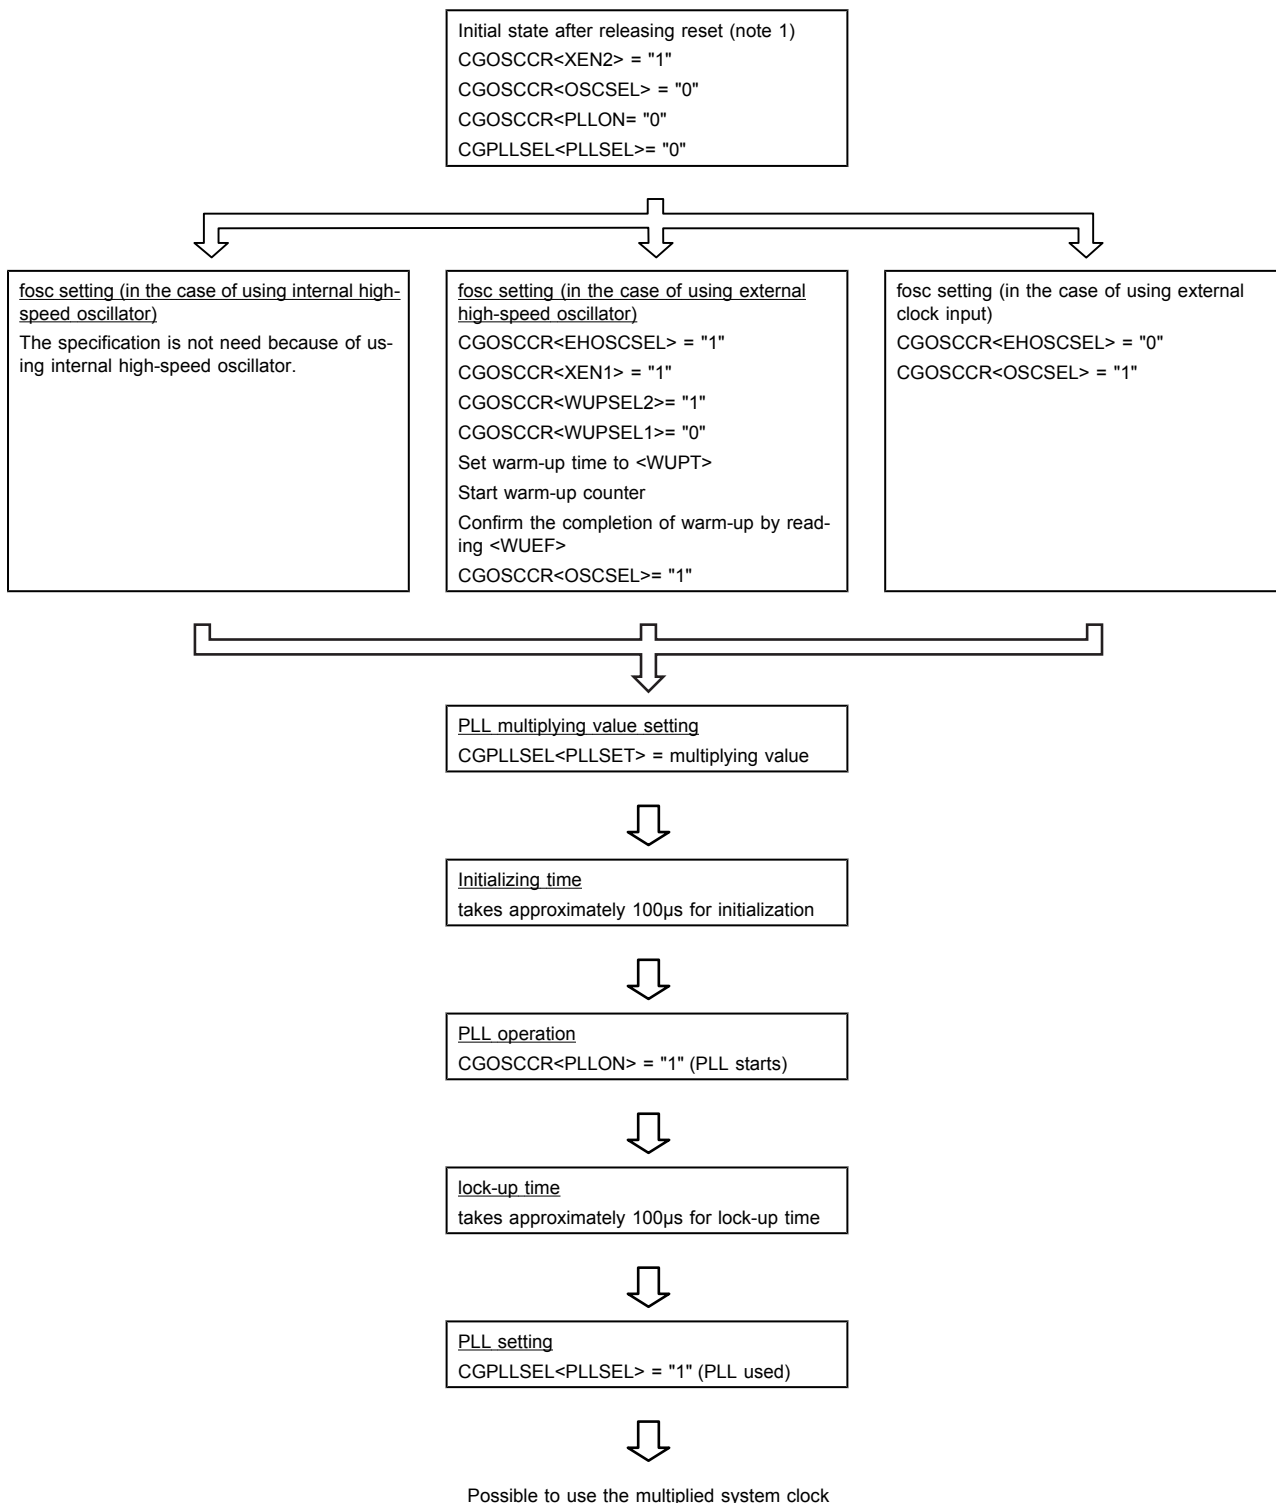 Initial state after releasing reset (note 1)
CGOSCCR<XEN2> = "1"
CGOSCCR<OSCSEL> = "0"
CGOSCCR<PLLON= "0"
CGPLLSEL<PLLSEL>= "0"
fosc setting (in the case of using internal high-
speed oscillator)
The specification is not need because of us-
ing internal high-speed oscillator.
fosc setting (in the case of using external
high-speed oscillator)
CGOSCCR<EHOSCSEL> = "1"
CGOSCCR<XEN1> = "1"
CGOSCCR<WUPSEL2>= "1"
CGOSCCR<WUPSEL1>= "0"
Set warm-up time to <WUPT>
Start warm-up counter
Confirm the completion of warm-up by read-
ing <WUEF>
CGOSCCR<OSCSEL>= "1"
fosc setting (in the case of using external
clock input)
CGOSCCR<EHOSCSEL> = "0"
CGOSCCR<OSCSEL> = "1"
PLL multiplying value setting
CGPLLSEL<PLLSET> = multiplying value
Initializing time
takes approximately 100µs for initialization
PLL operation
CGOSCCR<PLLON> = "1" (PLL starts)
lock-up time
takes approximately 100µs for lock-up time
PLL setting
CGPLLSEL<PLLSEL> = "1" (PLL used)
Possible to use the multiplied system clock